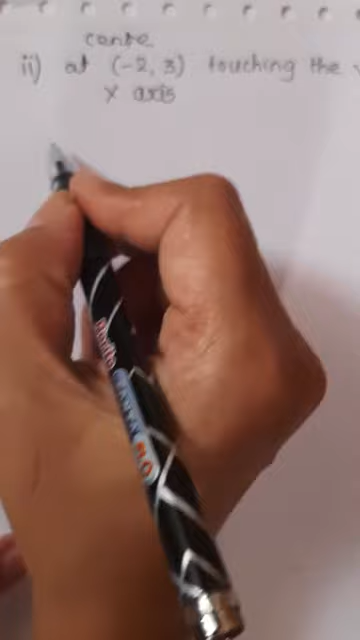 centre
ii) at (-2, 3) touching the
x axis